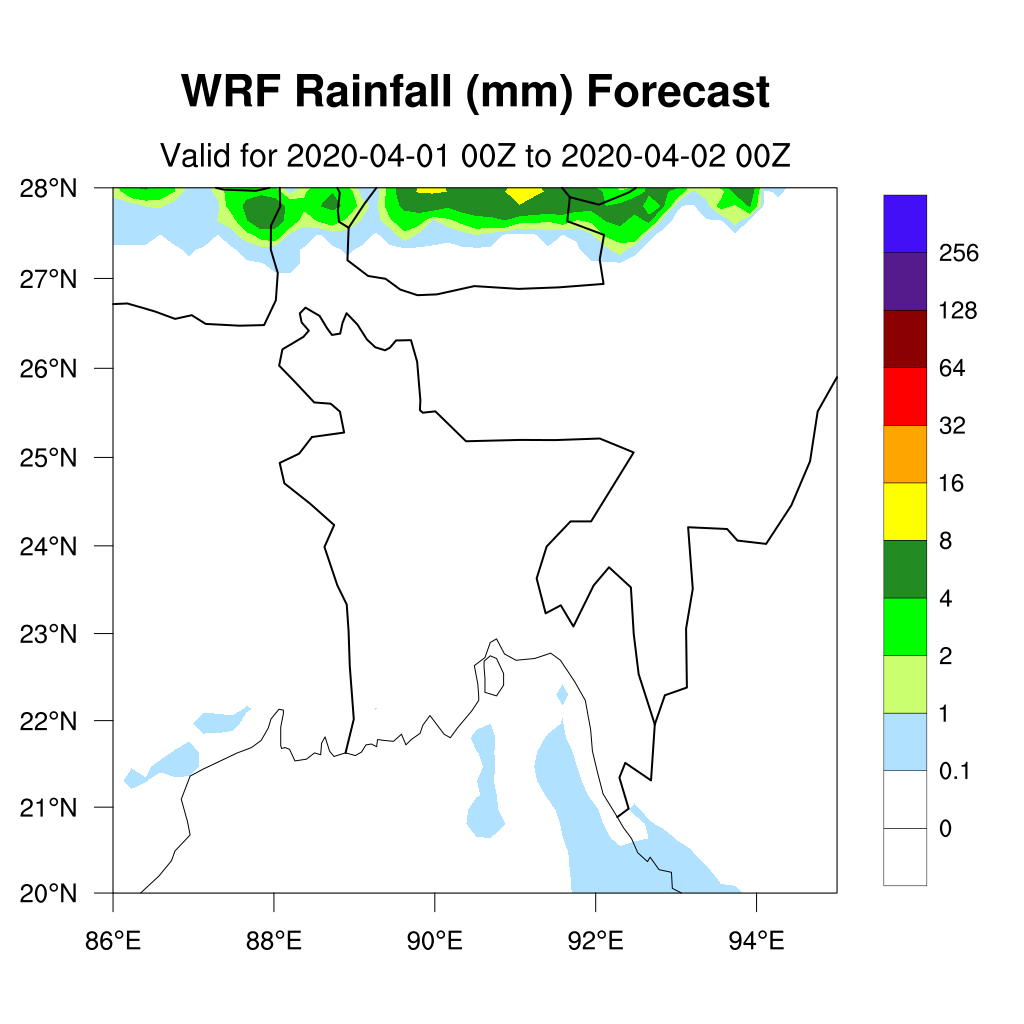 WRF Rainfall (mm) Forecast
Valid for 2020-04-01 00Z to 2020-04-02 00Z
28°N
27°N
26°N
25°N
24°N
23°N
22°N
21°N
20°N
86°E 88°E 90°E 92°E 94°E
256
128
64
32
16
8
4
2
1
0.1
0